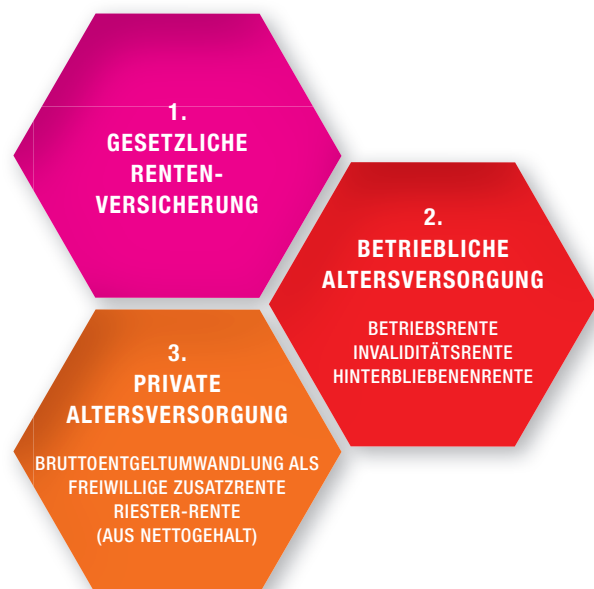 1.
GESETZLICHE
RENTEN-
VERSICHERUNG
2.
BETRIEBLICHE
ALTERSVERSORGUNG
BETRIEBSRENTE
INVALIDITÄTSRENTE
HINTERBLIEBENENRENTE
3.
PRIVATE
ALTERSVERSORGUNG
BRUTTOENTGELTUMWANDLUNG ALS
FREIWILLIGE ZUSATZRENTE
RIESTER-RENTE
(AUS NETTOGEHALT)